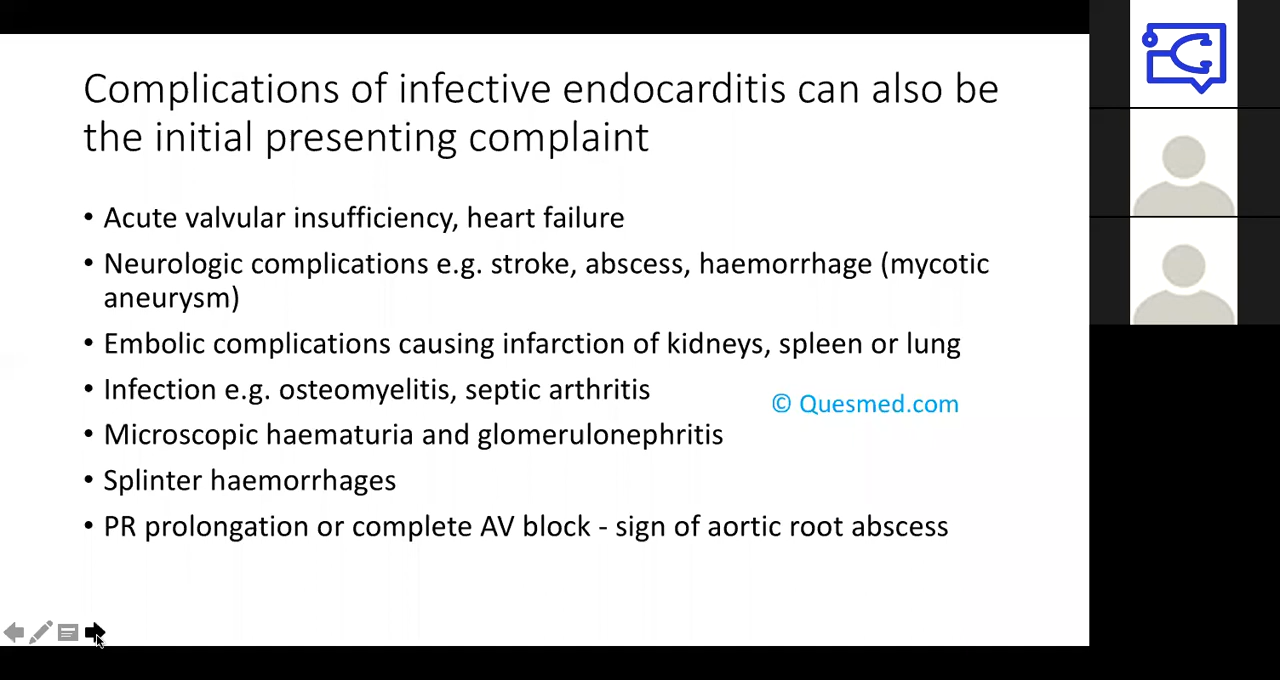 Complications of infective endocarditis can also be
the initial presenting complaint
• Acute valvular insufficiency, heart failure
• Neurologic complications e.g. stroke, abscess, haemorrhage (mycotic
aneurysm)
• Embolic complications causing infarction of kidneys, spleen or lung
• Infection e.g. osteomyelitis, septic arthritis
© Quesmed.com
• Microscopic haematuria and glomerulonephritis
• Splinter haemorrhages
• PR prolongation or complete AV block - sign of aortic root abscess